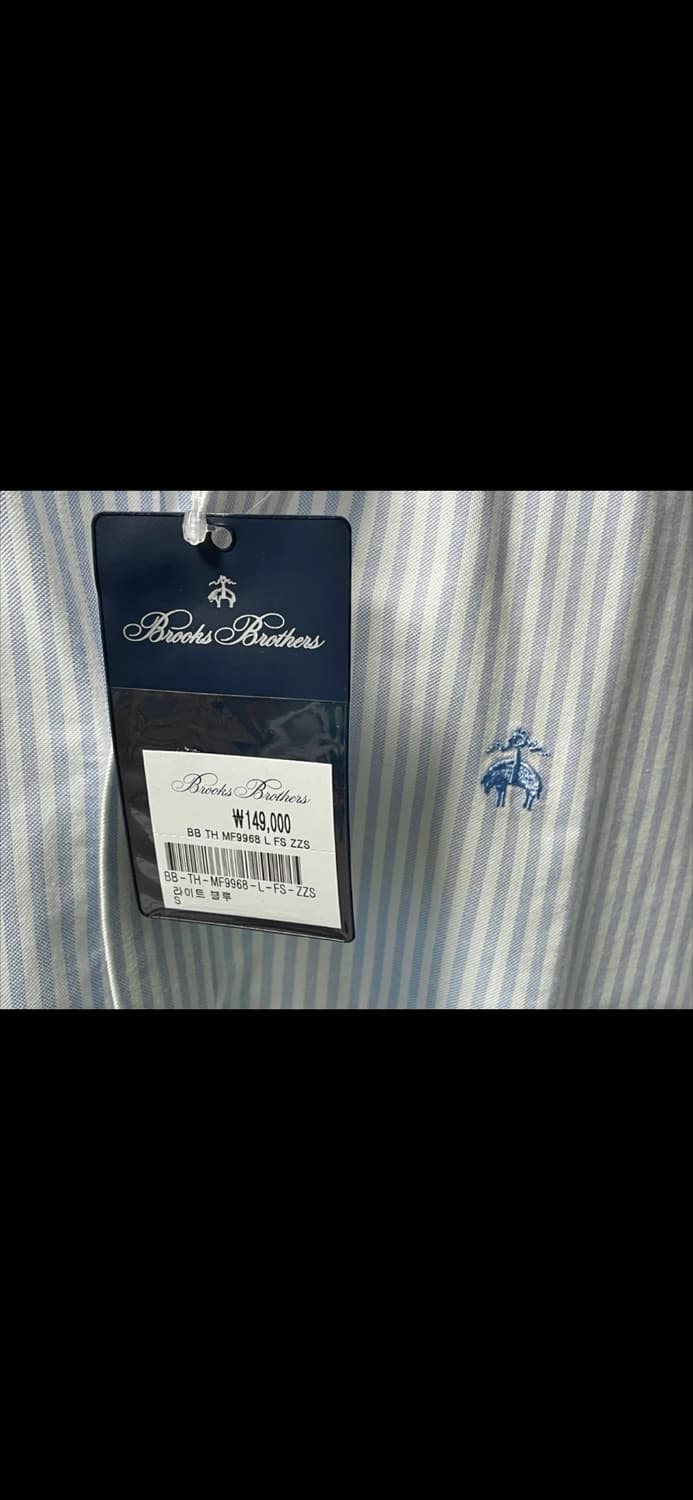 Brooks Brothers
Brooks Brothers
₩149,000
BB TH MF9968 L FS ZZS
BB-TH-MF9968-L-FS-ZZS
라이트 블루
S